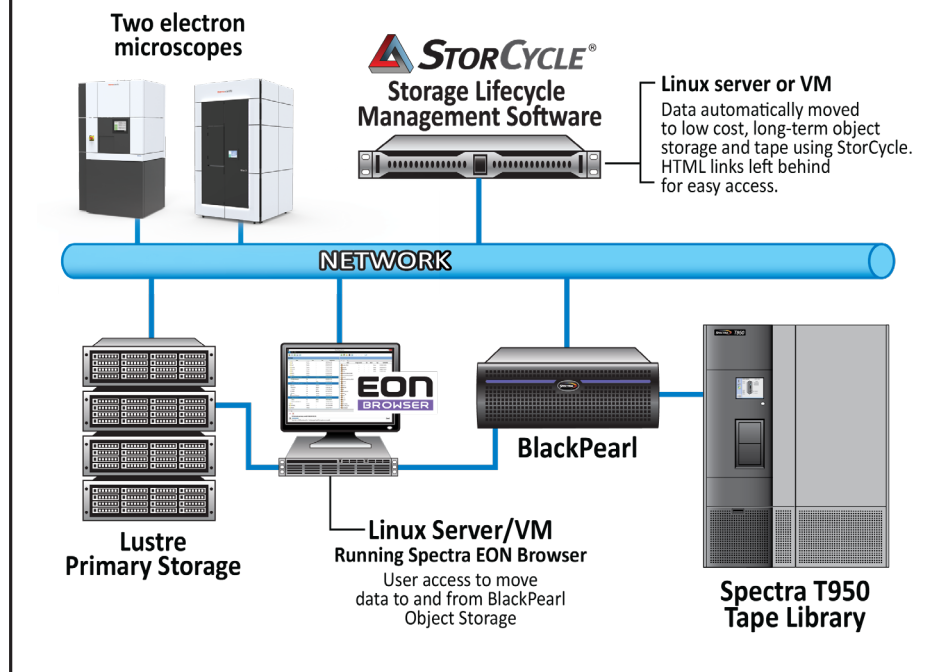 Two electron
microscopes
STORCYCLE®
Storage Lifecycle
Management Software
Linux server or VM
Data automatically moved
to low cost, long-term object
storage and tape using StorCycle.
HTML links left behind
for easy access.
NETWORK
EON
BROWSER
SPECTRA T950
SPECTRA
BlackPearl
Lustre
Primary Storage
Linux Server/VM
Running Spectra EON Browser
User access to move
data to and from BlackPearl
Object Storage
Spectra T950
Tape Library